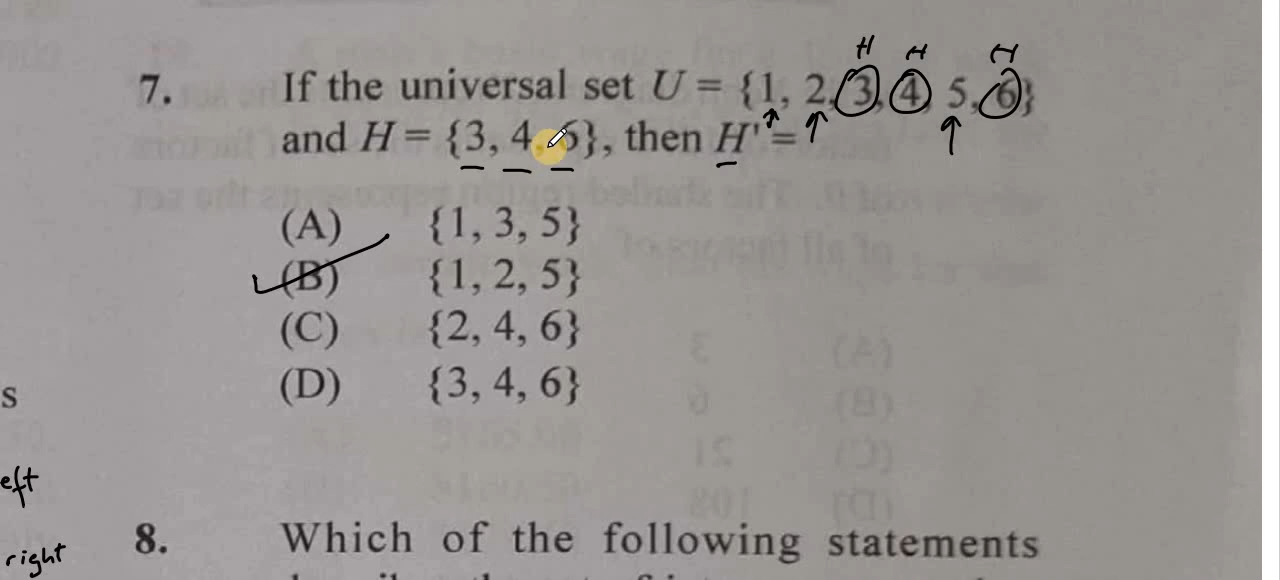 H H H
7. If the universal set U = {1, 2, 3, 4, 5, 6}
and H = {3, 4, 6}, then H' =
(A) {1, 3, 5}
(B) {1, 2, 5}
(C) {2, 4, 6}
(D) {3, 4, 6}
s
eft
8. Which of the following statements
right